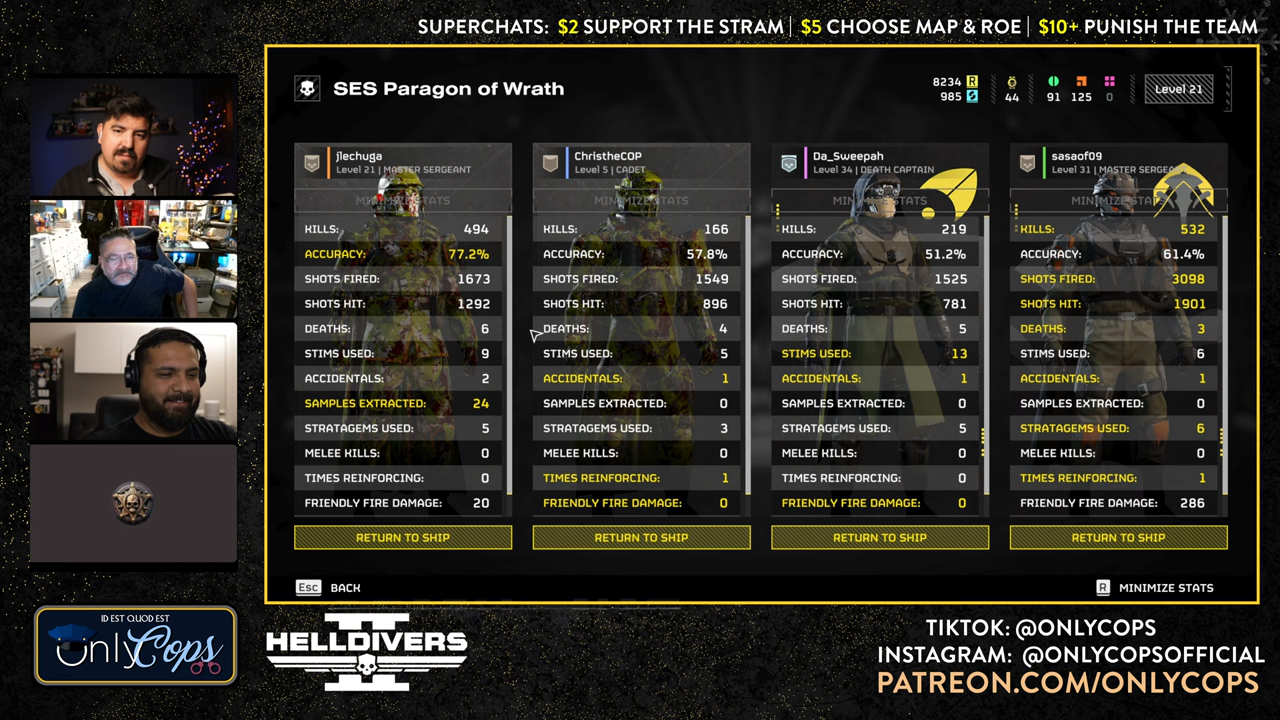 SUPERCHATS: $2 SUPPORT THE STRAM | $5 CHOOSE MAP & ROE | $10+ PUNISH THE TEAM
SES Paragon of Wrath
8234
985
44
91 125 0
Level 21
jlechuga
Level 21 | MASTER SERGEANT
MINIMIZE STATS
KILLS: 494
ACCURACY: 77.2%
SHOTS FIRED: 1673
SHOTS HIT: 1292
DEATHS: 6
STIMS USED: 9
ACCIDENTALS: 2
SAMPLES EXTRACTED: 24
STRATAGEMS USED: 5
MELEE KILLS: 0
TIMES REINFORCING: 0
FRIENDLY FIRE DAMAGE: 20
RETURN TO SHIP
ChristheCOP
Level 5 | CADET
MINIMIZE STATS
KILLS: 166
ACCURACY: 57.8%
SHOTS FIRED: 1549
SHOTS HIT: 896
DEATHS: 4
STIMS USED: 5
ACCIDENTALS: 1
SAMPLES EXTRACTED: 0
STRATAGEMS USED: 3
MELEE KILLS: 0
TIMES REINFORCING: 1
FRIENDLY FIRE DAMAGE: 0
RETURN TO SHIP
Da_Sweepah
Level 34 | DEATH CAPTAIN
MINIMIZE STATS
KILLS: 219
ACCURACY: 51.2%
SHOTS FIRED: 1525
SHOTS HIT: 781
DEATHS: 5
STIMS USED: 13
ACCIDENTALS: 1
SAMPLES EXTRACTED: 0
STRATAGEMS USED: 5
MELEE KILLS: 0
TIMES REINFORCING: 0
FRIENDLY FIRE DAMAGE: 0
RETURN TO SHIP
sasaof09
Level 31 | MASTER
MINIMIZE STATS
KILLS: 532
ACCURACY: 61.4%
SHOTS FIRED: 3098
SHOTS HIT: 1901
DEATHS: 3
STIMS USED: 6
ACCIDENTALS: 1
SAMPLES EXTRACTED: 0
STRATAGEMS USED: 6
MELEE KILLS: 0
TIMES REINFORCING: 1
FRIENDLY FIRE DAMAGE: 286
RETURN TO SHIP
Esc BACK
R MINIMIZE STATS
ID EST QUOD EST
Only Cops
HELLDIVERS
II
TIKTOK: @ONLYCOPS
INSTAGRAM: @ONLYCOPSOFFICIAL
PATREON.COM/ONLYCOPS